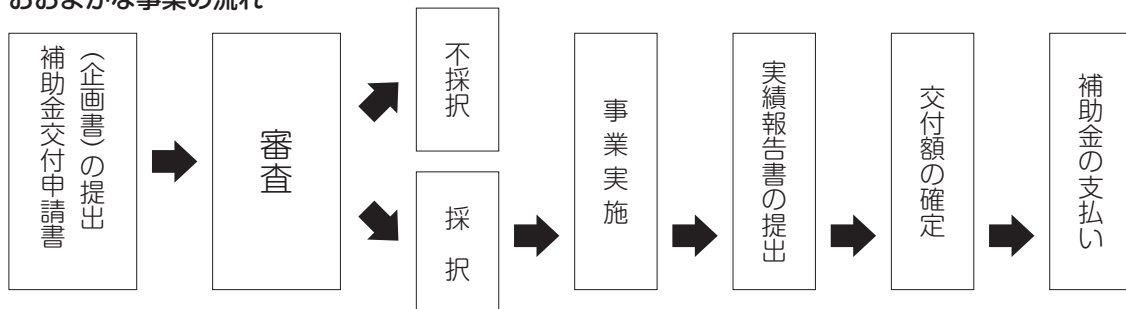 おおまかな事業の流れ
補助金交付申請書
（企画書）の提出
審査
不採択
採択
事業実施
実績報告書の提出
交付額の確定
補助金の支払い